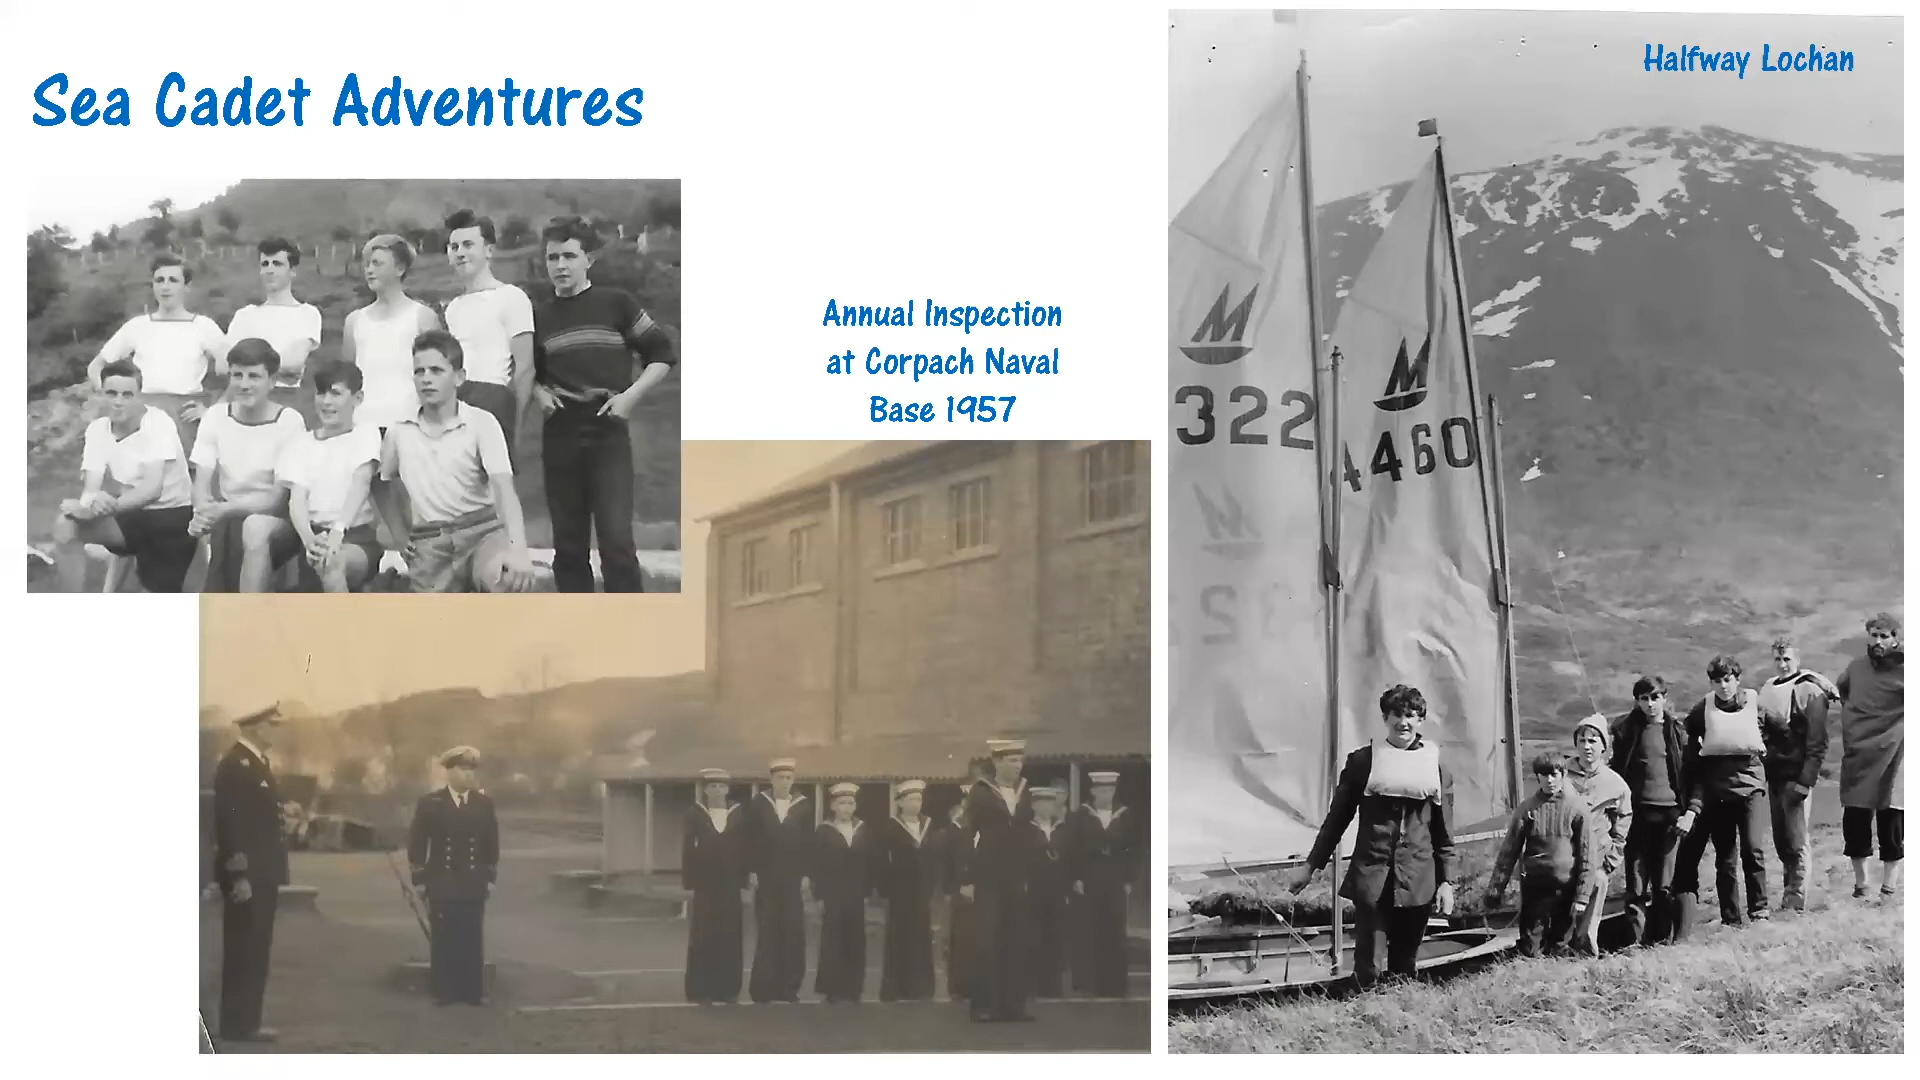 Sea Cadet Adventures
Halfway Lochan
Annual Inspection
at Corpach Naval
Base 1957
M
322
M
4460